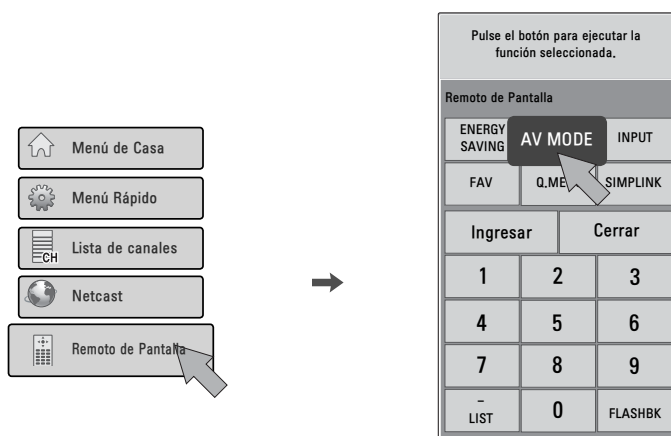 Menú de Casa
Menú Rápido
CH
Lista de canales
Netcast
Remoto de Pantalla
Pulse el botón para ejecutar la
función seleccionada.
Remoto de Pantalla
ENERGY
SAVING
AV MODE
INPUT
FAV
Q.ME
SIMPLINK
Ingresar
Cerrar
1
2
3
4
5
6
7
8
9
–
LIST
0
FLASHBK